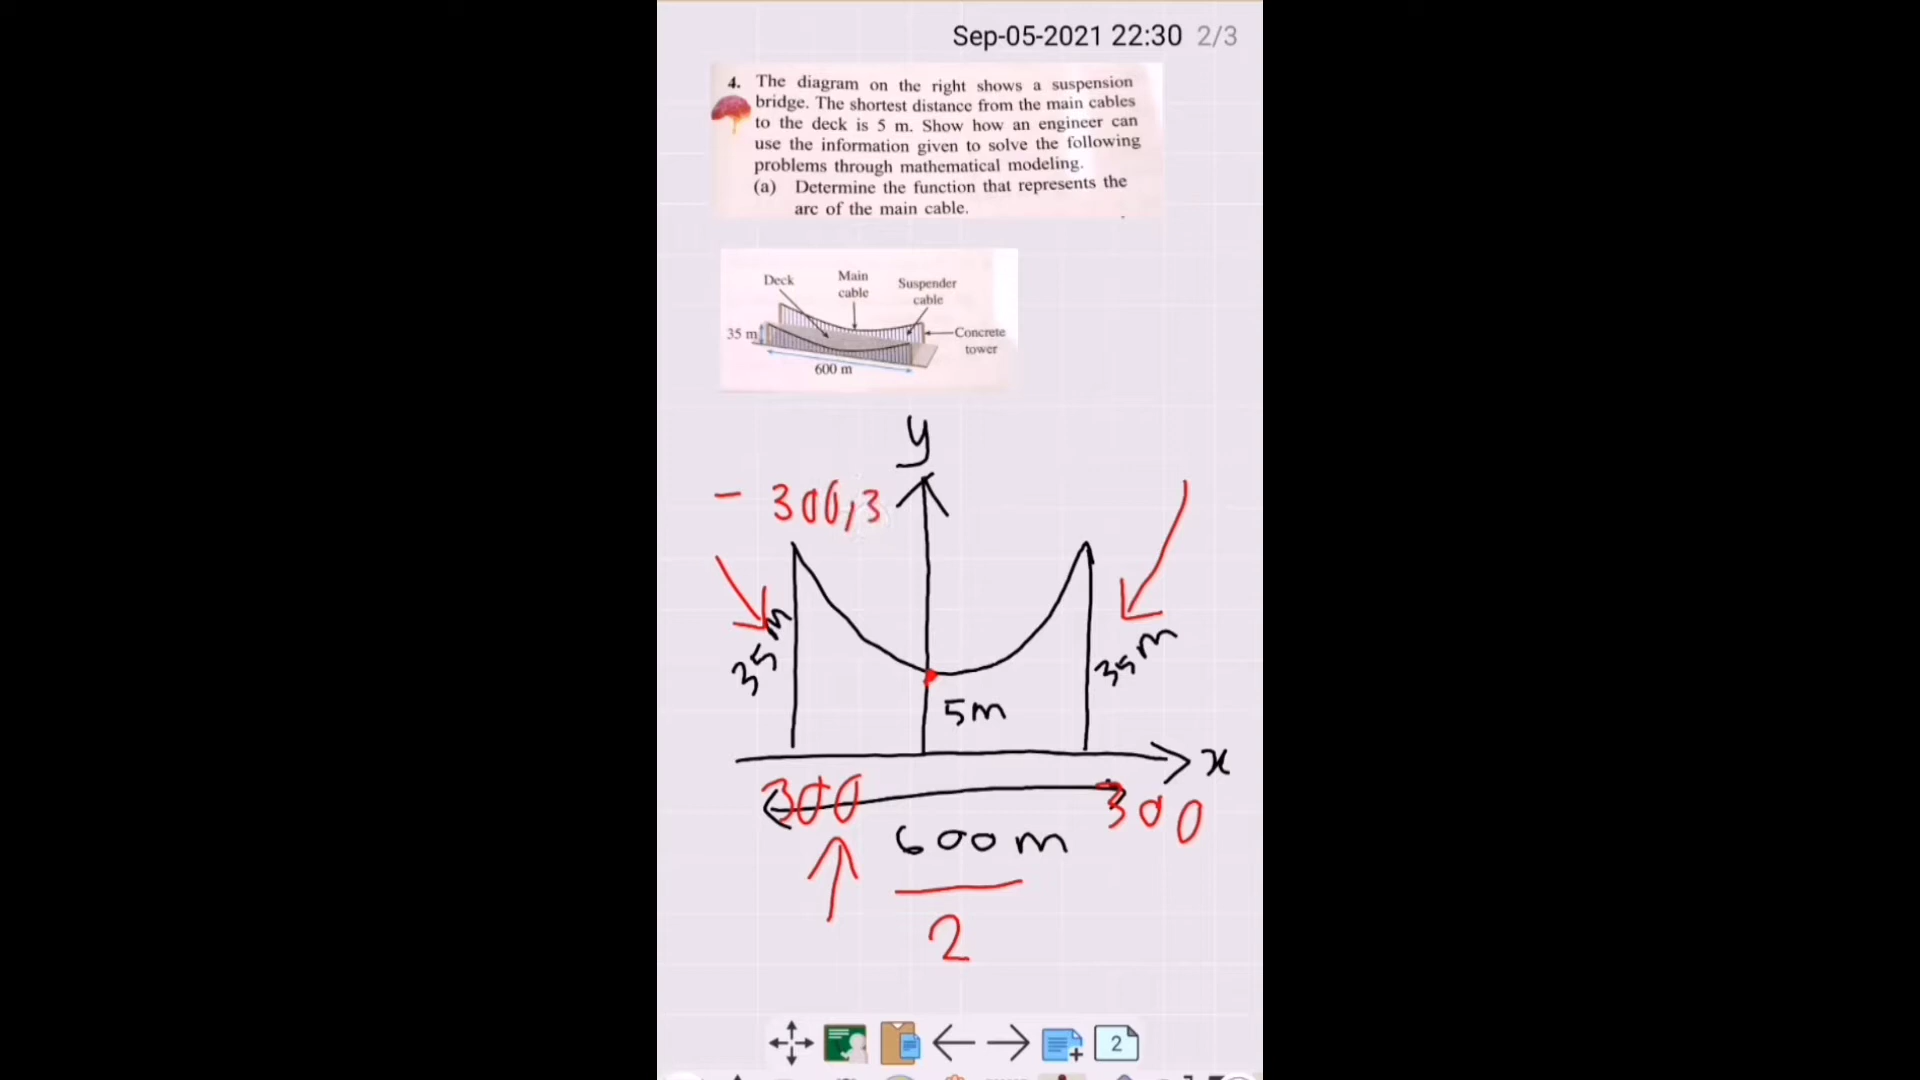 Sep-05-2021 22:30 2/3
4. The diagram on the right shows a suspension
bridge. The shortest distance from the main cables
to the deck is 5 m. Show how an engineer can
use the information given to solve the following
problems through mathematical modeling.
(a) Determine the function that represents the
arc of the main cable.
Deck
Main
cable
Suspender
cable
35 m
Concrete
tower
600 m
y
- 300,3
35 m
35 m
5m
x
300
300
600 m
2
2